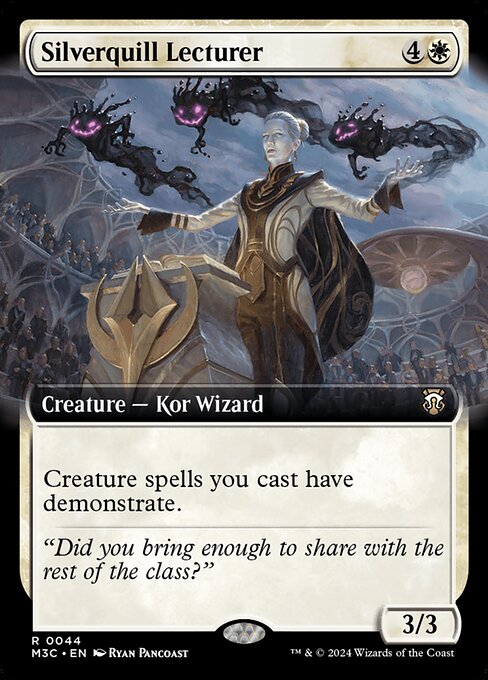 Silverquill Lecturer 4
Creature — Kor Wizard
Creature spells you cast have
demonstrate.
“Did you bring enough to share with the
rest of the class?”
3/3
R 0044
M3C • EN Ryan Pancoast
™ & © 2024 Wizards of the Coast